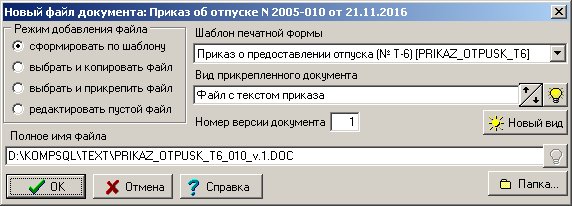 Новый файл документа: Приказ об отпуске N 2005-010 от 21.11.2016
Режим добавления файла
сформировать по шаблону
выбрать и копировать файл
выбрать и прикрепить файл
редактировать пустой файл
Шаблон печатной формы
Приказ о предоставлении отпуска (№ Т-6) [PRIKAZ_OTPUSK_T6]
Вид прикрепленного документа
Файл с текстом приказа
Номер версии документа 1
Новый вид
Полное имя файла
D:\KOMPSQL\TEXT\PRIKAZ_OTPUSK_T6_010_v.1.DOC
OK
Отмена
Справка
Папка...